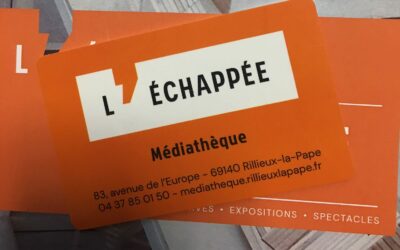 L'
L'ÉCHAPPÉE
Médiathèque
83, avenue de l'Europe - 69140 Rillieux-la-Pape
04 37 85 01 50 - mediatheque.rillieuxlapape.fr
• EXPOSITIONS • SPECTACLES